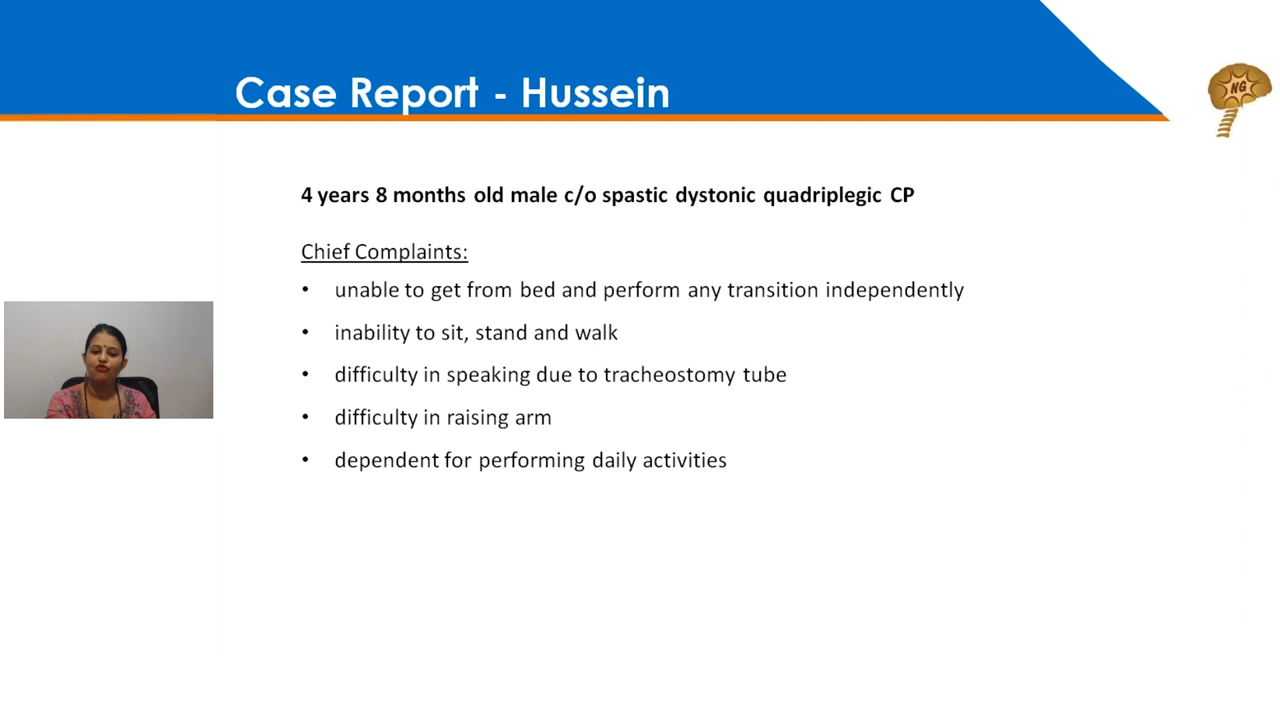 Case Report - Hussein
NG
4 years 8 months old male c/o spastic dystonic quadriplegic CP
Chief Complaints:
• unable to get from bed and perform any transition independently
• inability to sit, stand and walk
• difficulty in speaking due to tracheostomy tube
• difficulty in raising arm
• dependent for performing daily activities